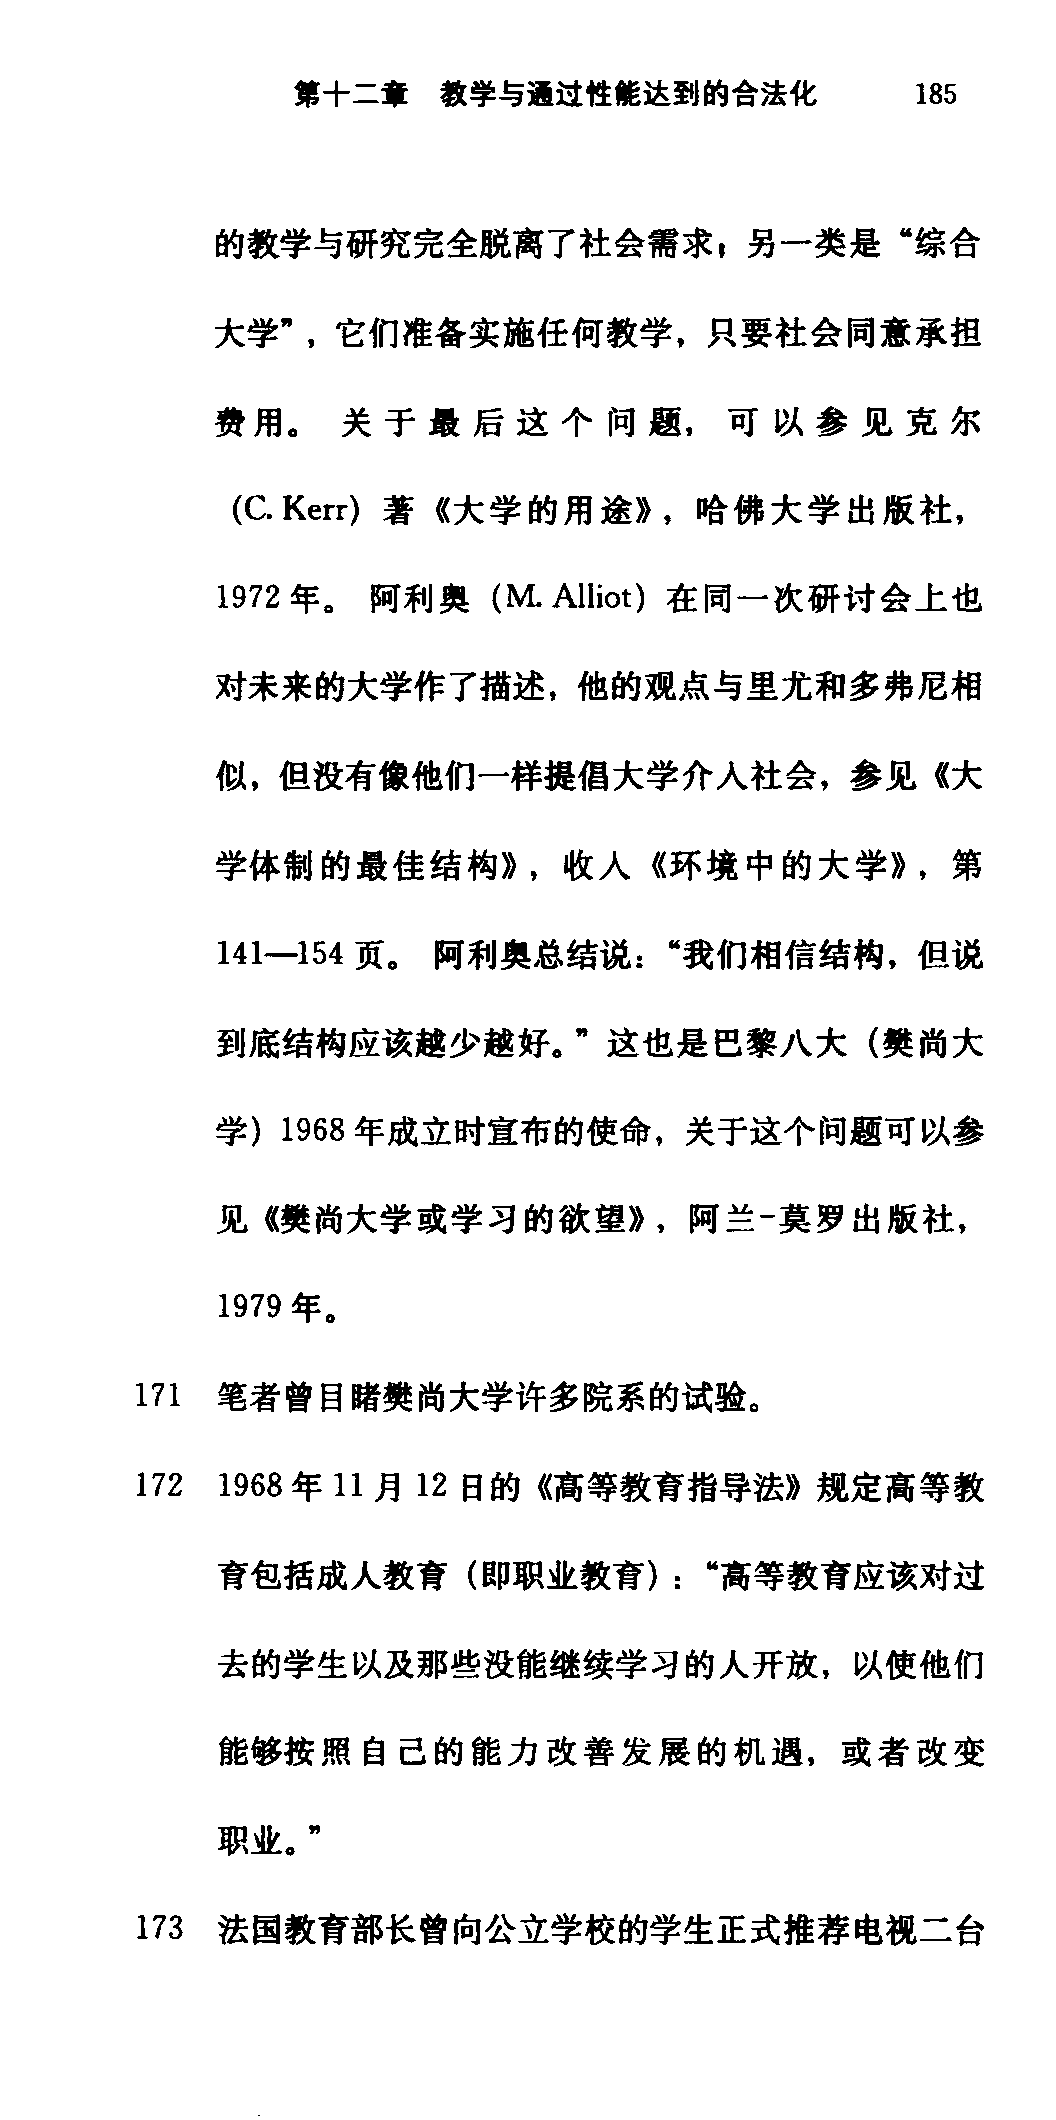 第十二章　教学与通过性能达到的合法化　185
的教学与研究完全脱离了社会需求；另一类是“综合
大学”，它们准备实施任何教学，只要社会同意承担
费用。关于最后这个问题，可以参见克尔
（C. Kerr）著《大学的用途》，哈佛大学出版社，
1972年。阿利奥（M. Alliot）在同一次研讨会上也
对未来的大学作了描述，他的观点与里尤和多弗尼相
似，但没有像他们一样提倡大学介入社会，参见《大
学体制的最佳结构》，收入《环境中的大学》，第
141—154页。阿利奥总结说：“我们相信结构，但说
到底结构应该越少越好。”这也是巴黎八大（樊尚大
学）1968年成立时宣布的使命，关于这个问题可以参
见《樊尚大学或学习的欲望》，阿兰-莫罗出版社，
1979年。
171　笔者曾目睹樊尚大学许多院系的试验。
172　1968年11月12日的《高等教育指导法》规定高等教
育包括成人教育（即职业教育）：“高等教育应该对过
去的学生以及那些没能继续学习的人开放，以使他们
能够按照自己的能力改善发展的机遇，或者改变
职业。”
173　法国教育部长曾向公立学校的学生正式推荐电视二台